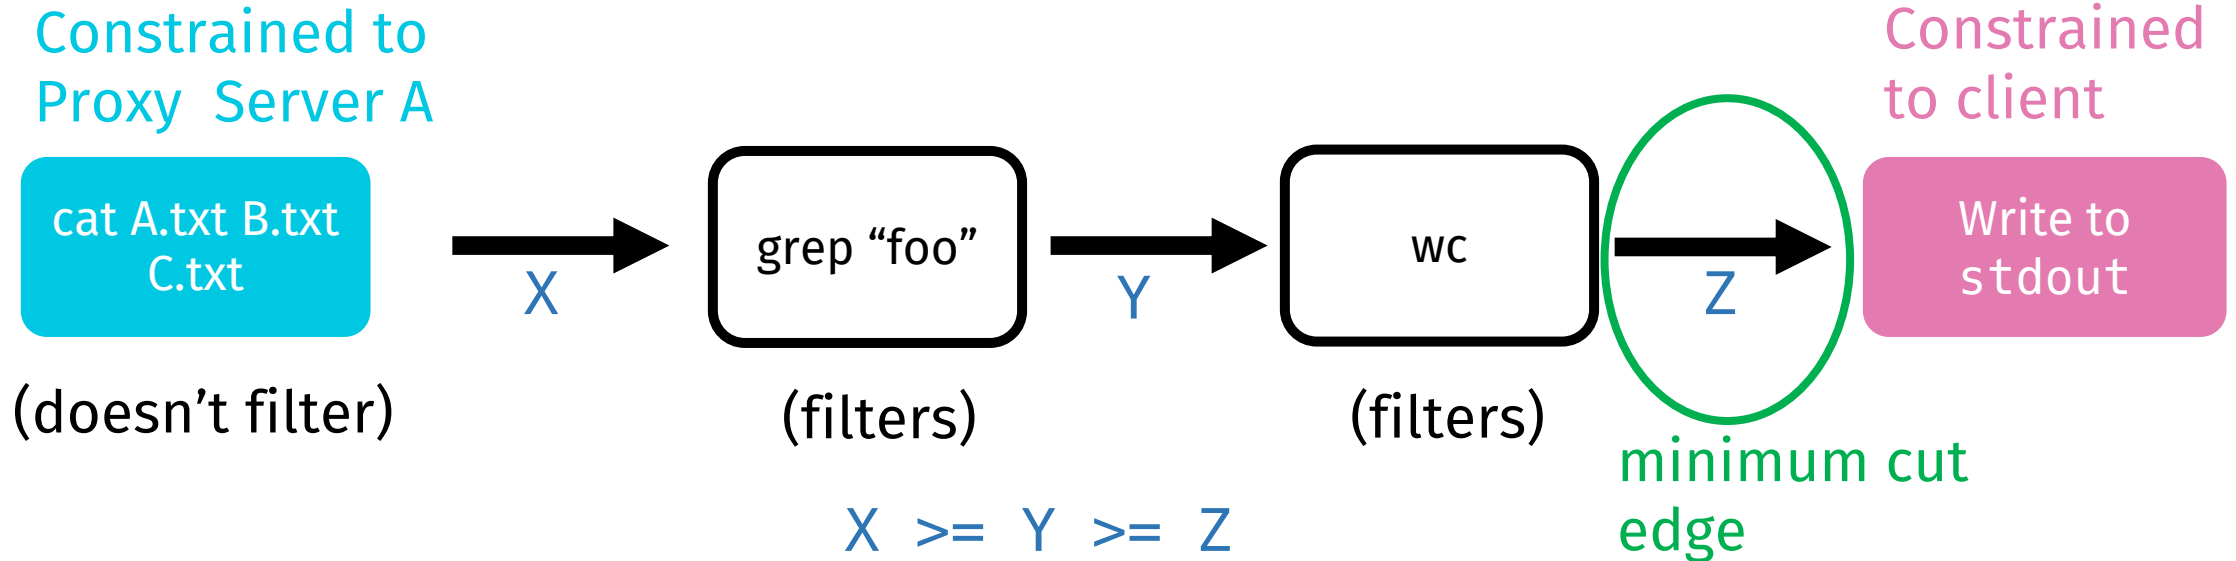 Constrained to
Proxy Server A
Constrained
to client
cat A.txt B.txt
C.txt
X
grep “foo”
Y
wc
Z
Write to
stdout
(doesn’t filter)
(filters)
(filters)
minimum cut
edge
X >= Y >= Z